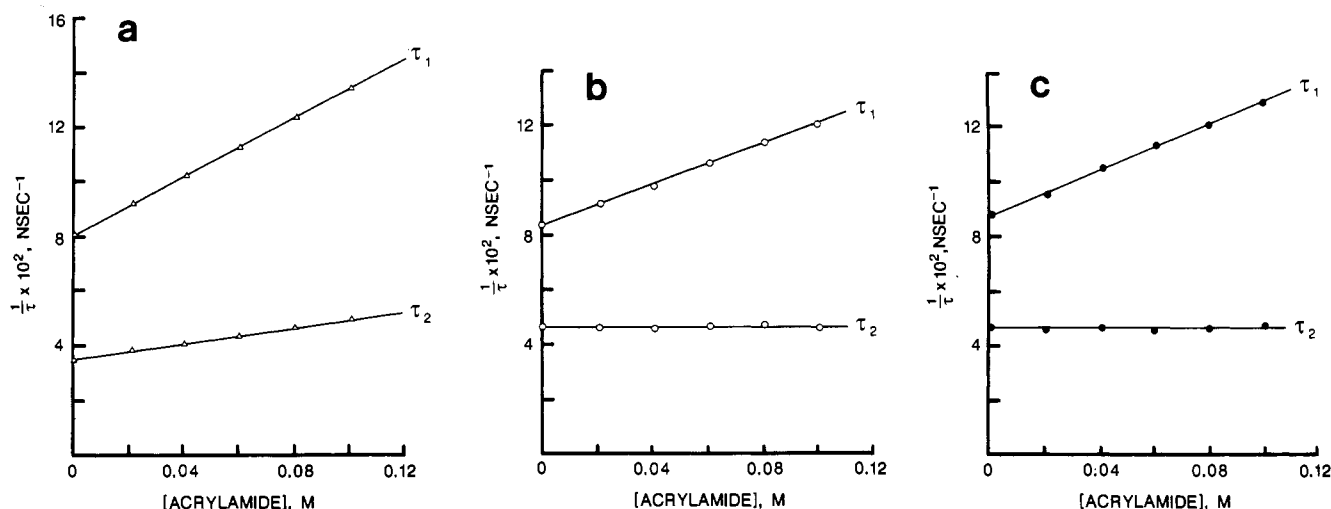 a
16
12
8
4
0
1/τ x 10², NSEC⁻¹
τ₁
τ₂
0 0.04 0.08 0.12
[ACRYLAMIDE], M
b
12
8
4
1/τ x 10², NSEC⁻¹
τ₁
τ₂
0 0.04 0.08 0.12
[ACRYLAMIDE], M
c
12
8
4
1/τ x 10², NSEC⁻¹
τ₁
τ₂
0 0.04 0.08 0.12
[ACRYLAMIDE], M